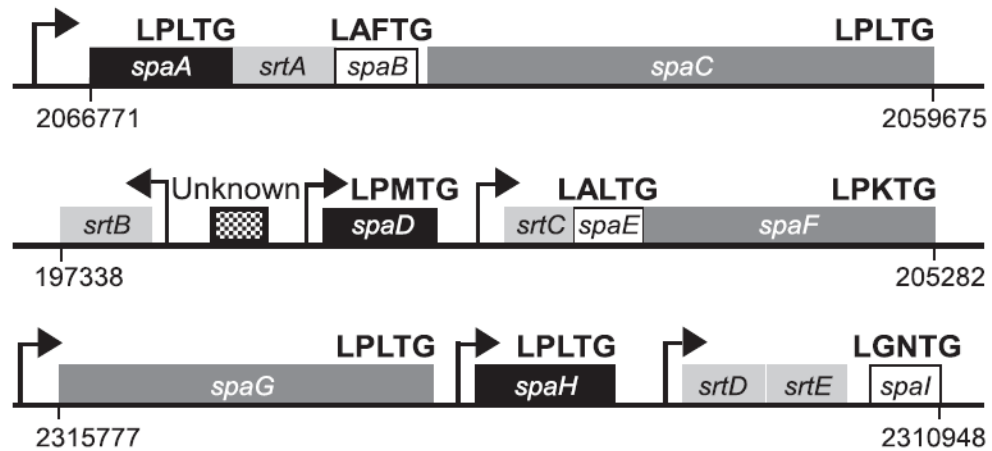 LPLTG LAFTG LPLTG
spaA srtA spaB spaC
2066771 2059675
Unknown LPMTG LALTG LPKTG
srtB spaD srtC spaE spaF
197338 205282
LPLTG LPLTG LGNTG
spaG spaH srtD srtE spaI
2315777 2310948